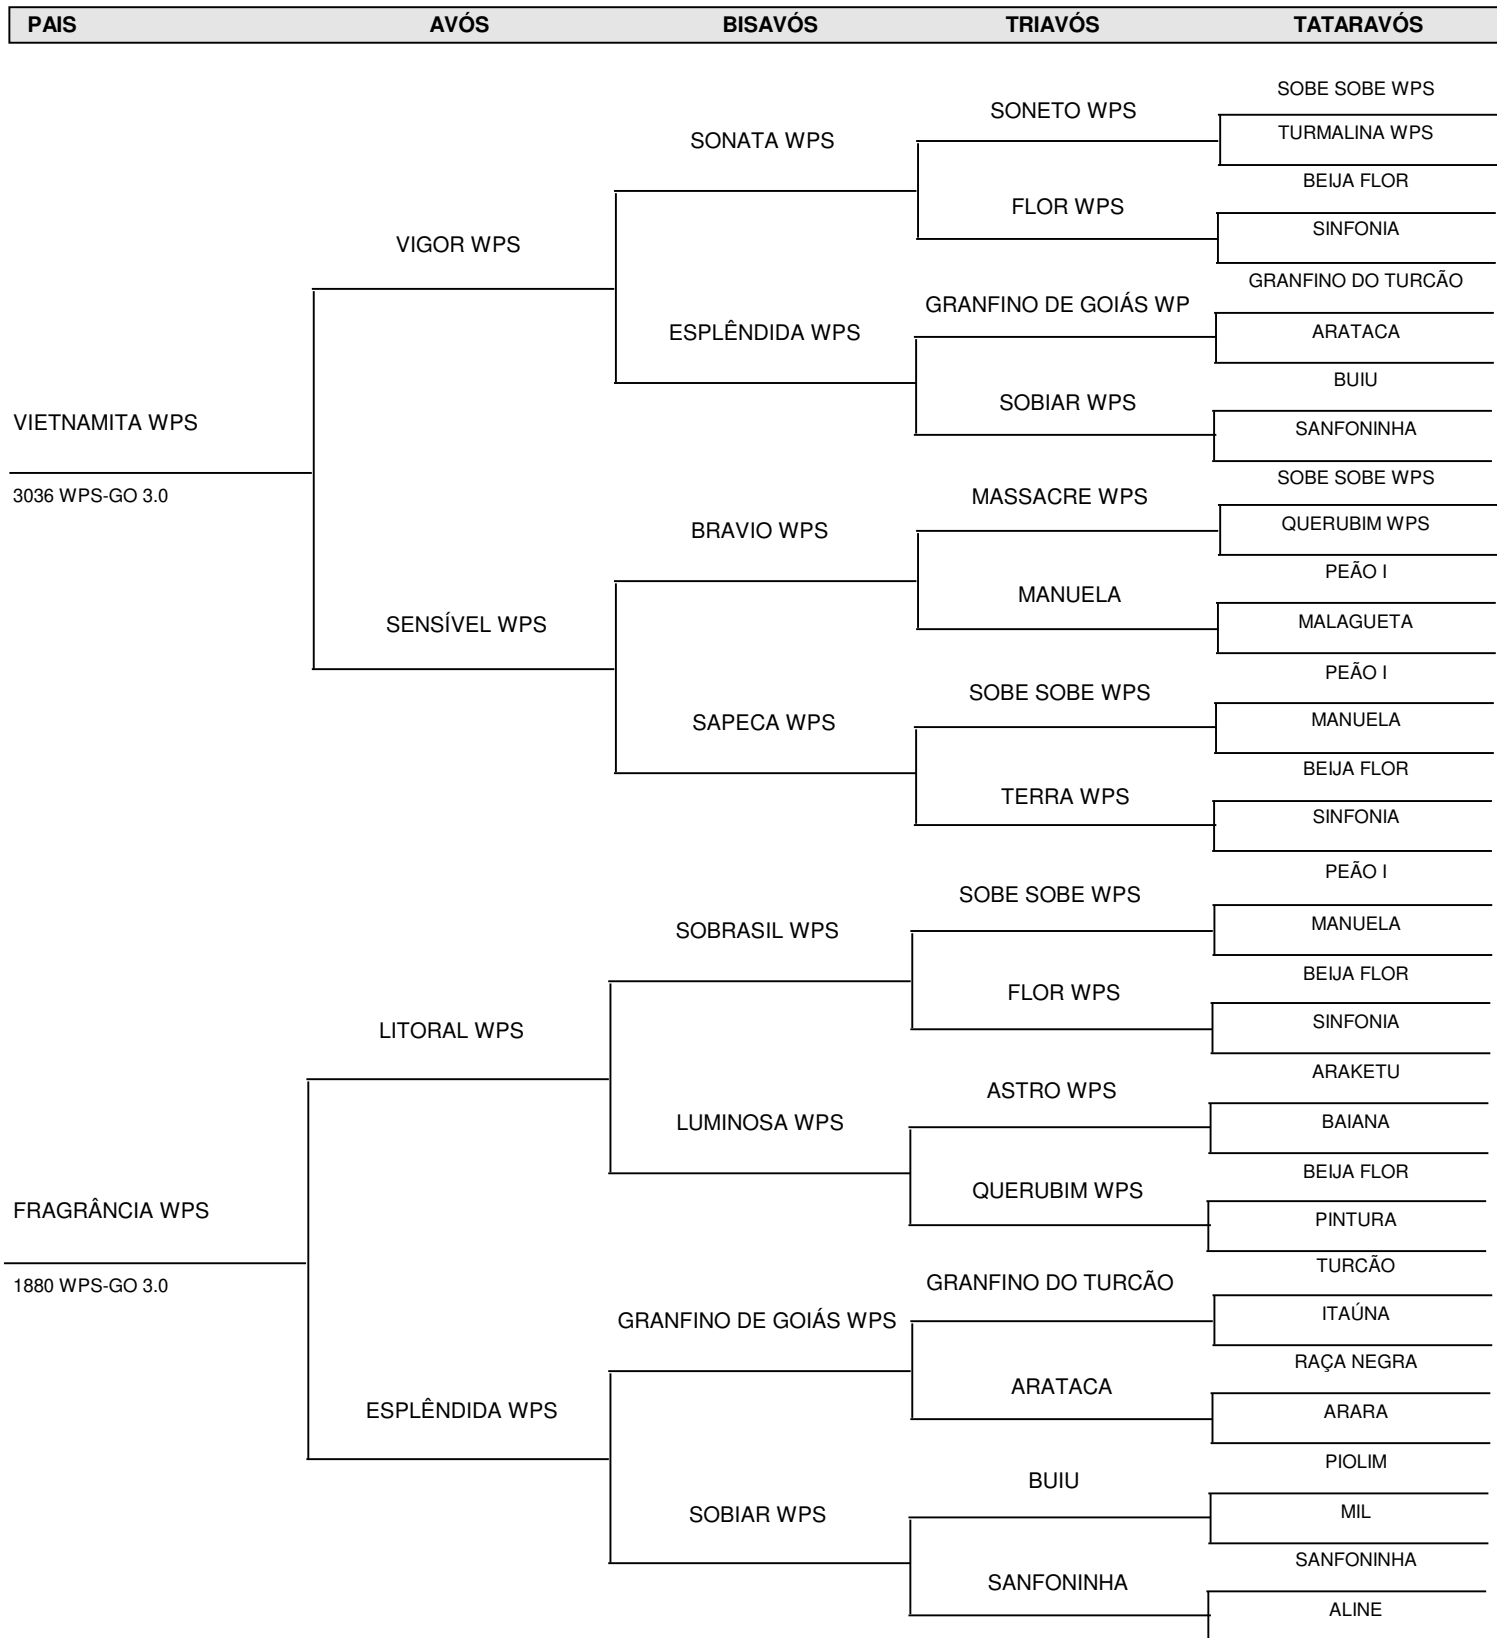 PAIS AVÓS BISAVÓS TRIAVÓS TATARAVÓS
SOBE SOBE WPS
SONETO WPS
TURMALINA WPS
SONATA WPS
BEIJA FLOR
FLOR WPS
SINFONIA
VIGOR WPS
GRANFINO DO TURCÃO
GRANFINO DE GOIÁS WP
ARATACA
ESPLÊNDIDA WPS
BUIU
SOBIAR WPS
VIETNAMITA WPS
SANFONINHA
SOBE SOBE WPS
3036 WPS-GO 3.0
MASSACRE WPS
QUERUBIM WPS
BRAVIO WPS
PEÃO I
MANUELA
MALAGUETA
SENSÍVEL WPS
PEÃO I
SOBE SOBE WPS
MANUELA
SAPECA WPS
BEIJA FLOR
TERRA WPS
SINFONIA
PEÃO I
SOBE SOBE WPS
MANUELA
SOBRASIL WPS
BEIJA FLOR
FLOR WPS
SINFONIA
LITORAL WPS
ARAKETU
ASTRO WPS
BAIANA
LUMINOSA WPS
BEIJA FLOR
QUERUBIM WPS
FRAGRÂNCIA WPS
PINTURA
TURCÃO
1880 WPS-GO 3.0
GRANFINO DO TURCÃO
ITAÚNA
GRANFINO DE GOIÁS WPS
RAÇA NEGRA
ARATACA
ESPLÊNDIDA WPS
ARARA
PIOLIM
BUIU
MIL
SOBIAR WPS
SANFONINHA
SANFONINHA
ALINE